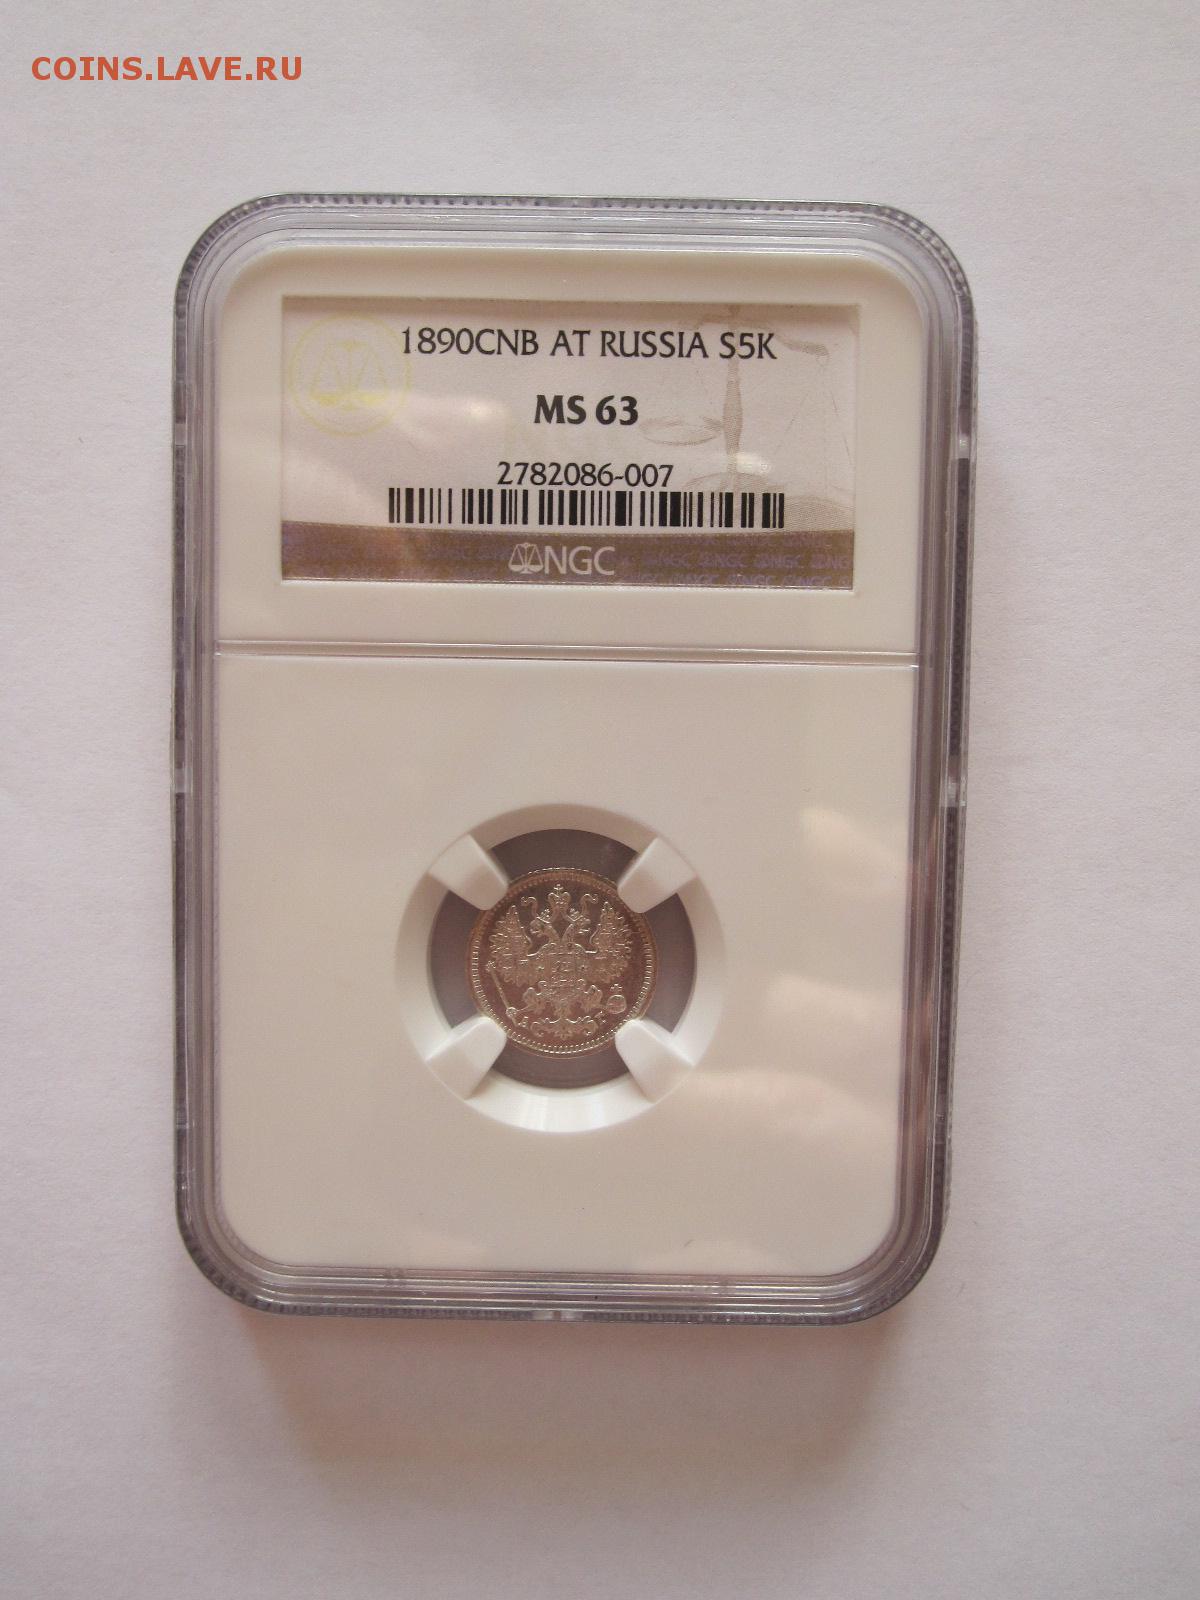 COINS.LAVE.RU
1890CNB AT RUSSIA S5K
MS 63
2782086-007
NGC